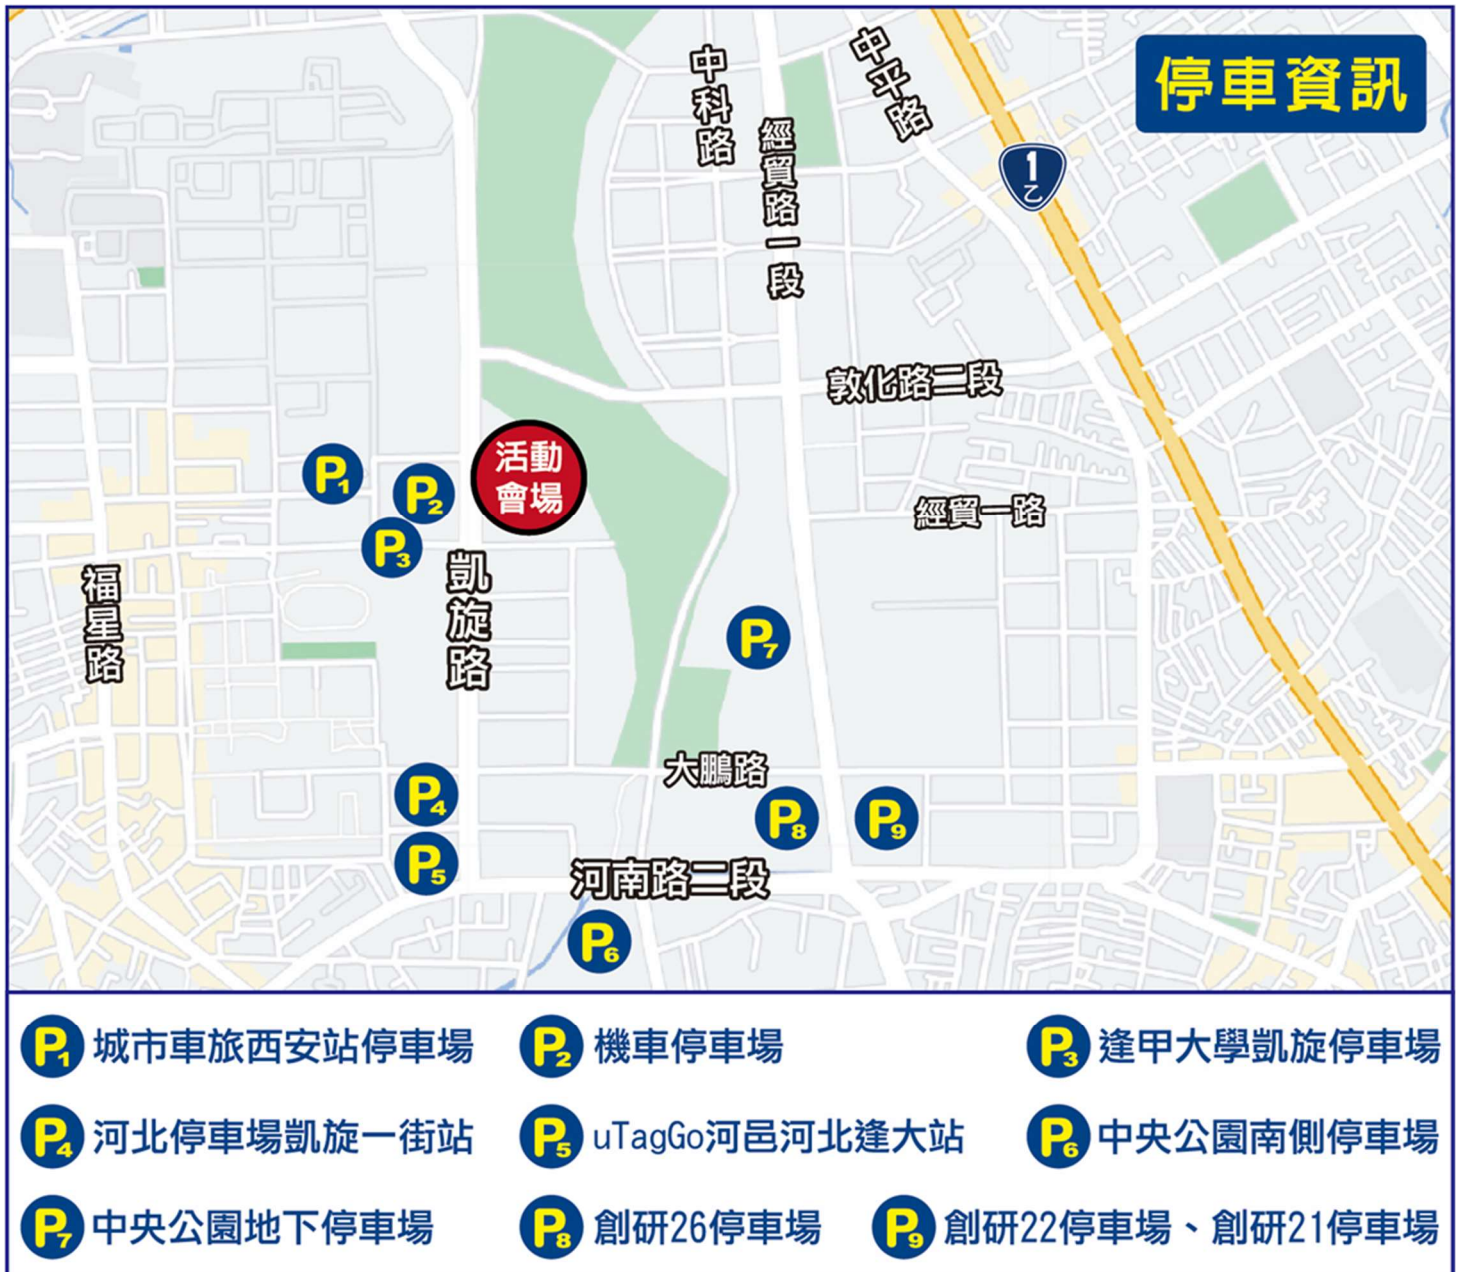 停車資訊
中科路
經貿路一段
中平路
1
乙
敦化路二段
活動
會場
P1
P2
P3
經貿一路
福星路
凱旋路
P7
大鵬路
P4
P8
P9
P5
河南路二段
P6
P1 城市車旅西安站停車場
P2 機車停車場
P3 逢甲大學凱旋停車場
P4 河北停車場凱旋一街站
P5 uTagGo河邑河北逢大站
P6 中央公園南側停車場
P7 中央公園地下停車場
P8 創研26停車場
P9 創研22停車場、創研21停車場